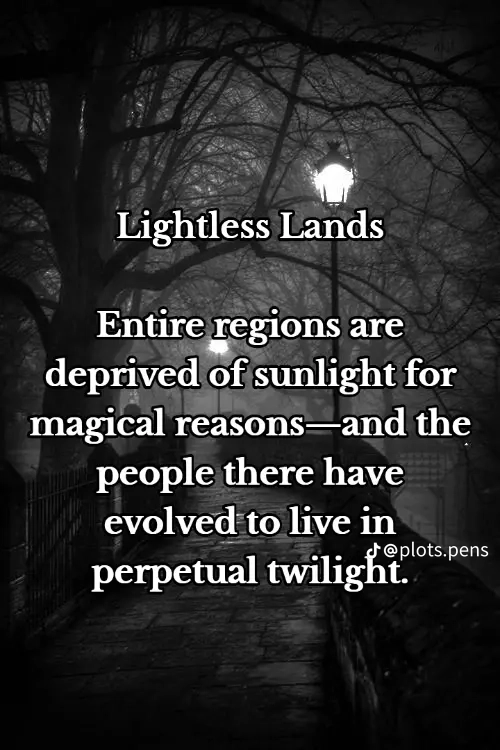 Lightless Lands
Entire regions are
deprived of sunlight for
magical reasons—and the
people there have
evolved to live in
perpetual twilight.
@plots.pens